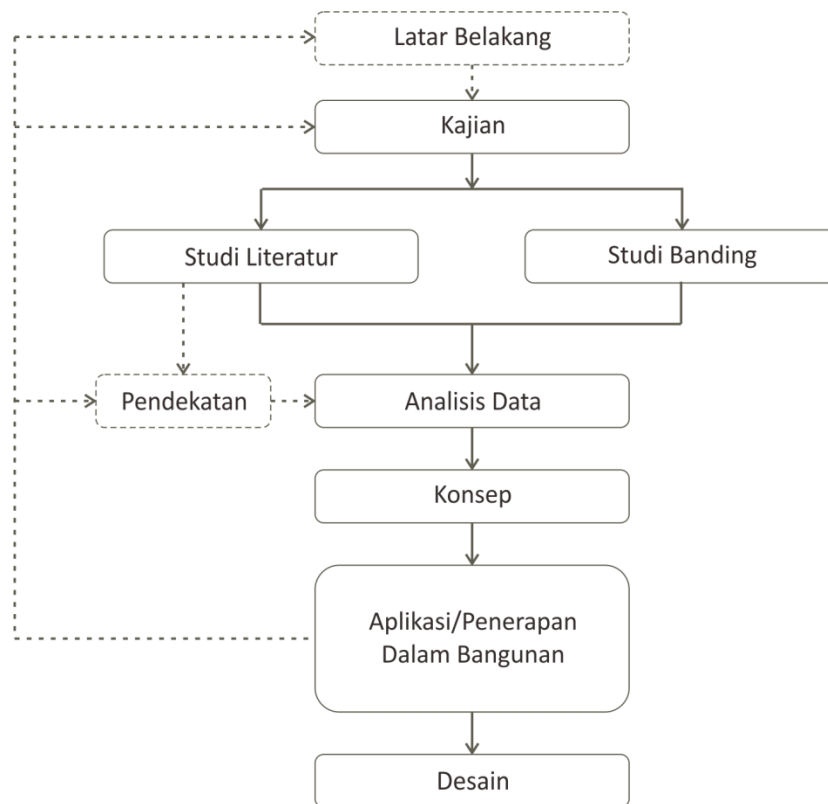 Latar Belakang
Kajian
Studi Literatur
Studi Banding
Pendekatan
Analisis Data
Konsep
Aplikasi/Penerapan
Dalam Bangunan
Desain